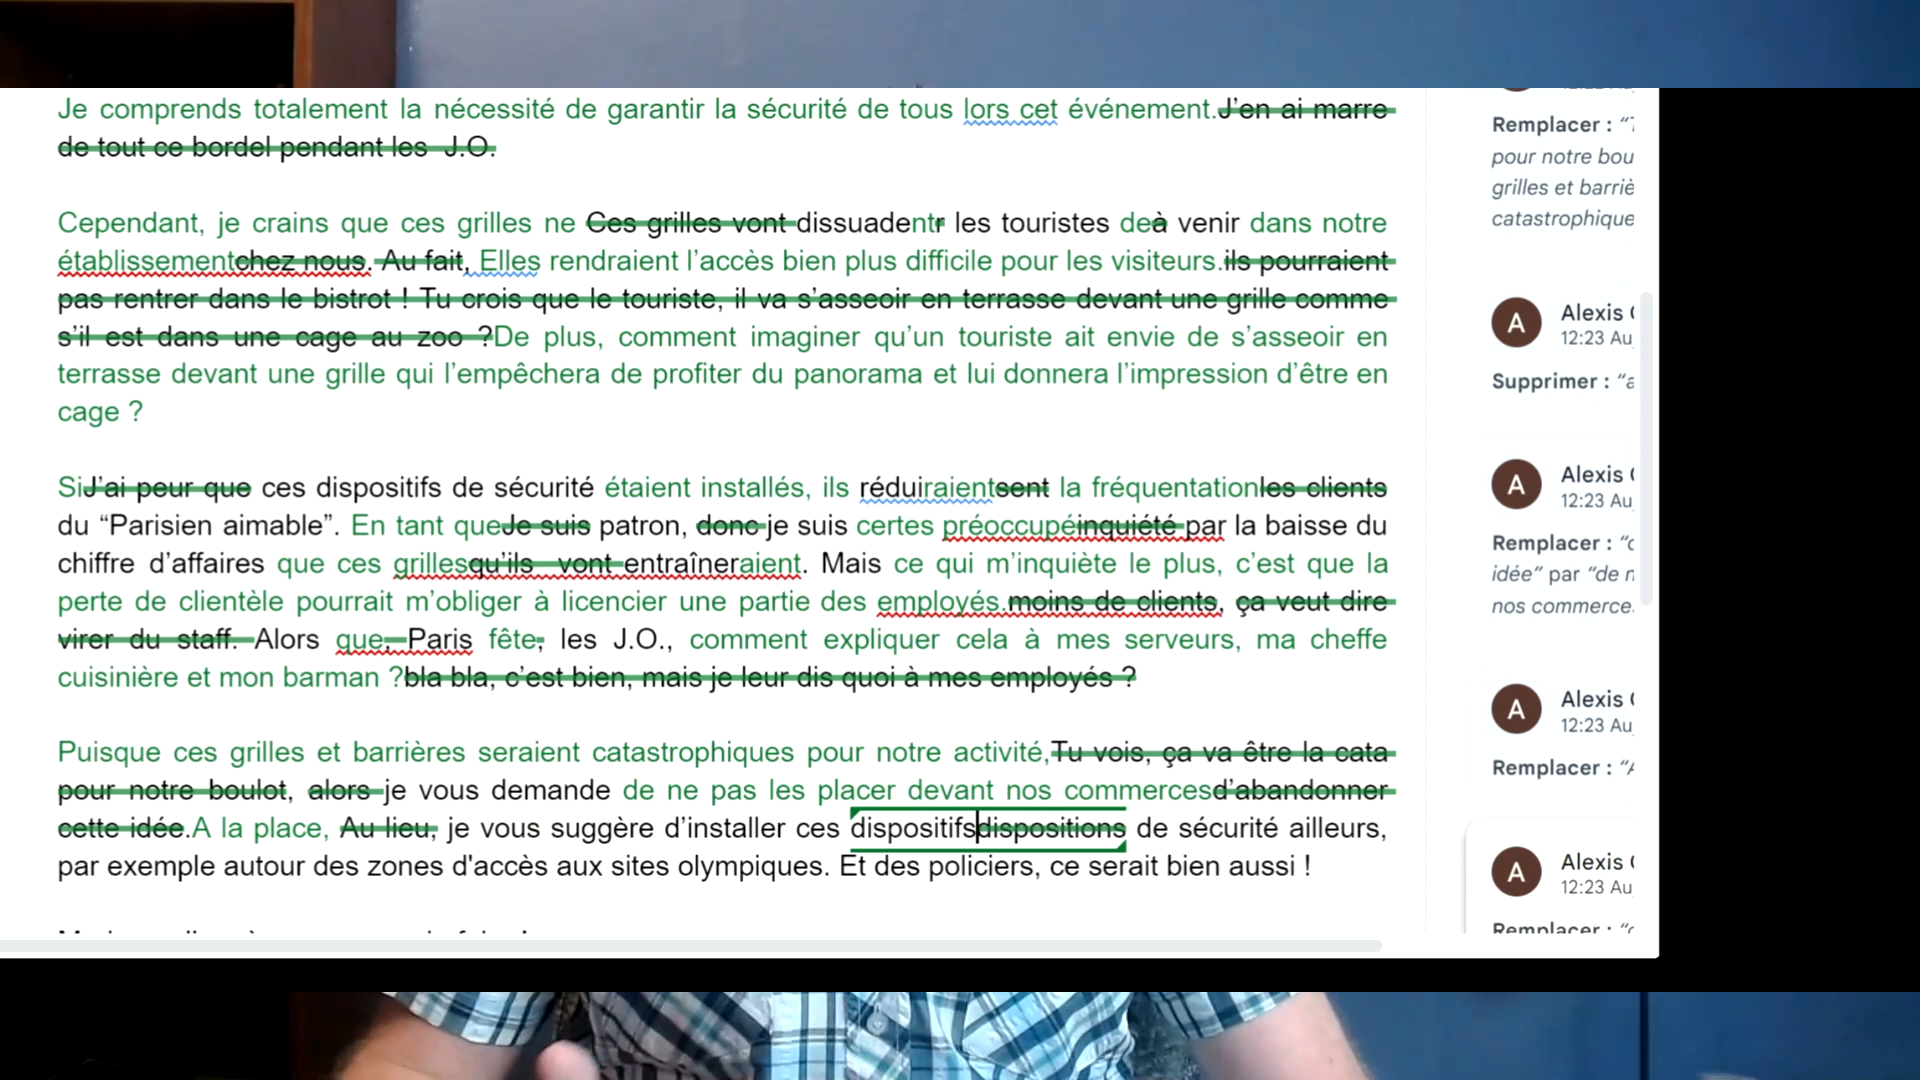 Je comprends totalement la nécessité de garantir la sécurité de tous lors cet événement.J'en ai marre
de tout ce bordel pendant les J.O.
Cependant, je crains que ces grilles ne Ces grilles vont dissuadentr les touristes deà venir dans notre
établissementchez nous. Au fait, Elles rendraient l'accès bien plus difficile pour les visiteurs.ils pourraient
pas rentrer dans le bistrot ! Tu crois que le touriste, il va s'asseoir en terrasse devant une grille comme
s'il est dans une cage au zoo ?De plus, comment imaginer qu'un touriste ait envie de s'asseoir en
terrasse devant une grille qui l'empêchera de profiter du panorama et lui donnera l'impression d'être en
cage ?
SiJ'ai peur que ces dispositifs de sécurité étaient installés, ils réduiraientsent la fréquentationles clients
du “Parisien aimable”. En tant queJe suis patron, donc je suis certes préoccupéinquiété par la baisse du
chiffre d'affaires que ces grillesqu'ils vont entraîneraient. Mais ce qui m'inquiète le plus, c'est que la
perte de clientèle pourrait m'obliger à licencier une partie des employés.moins de clients, ça veut dire
virer du staff. Alors que, Paris fête, les J.O., comment expliquer cela à mes serveurs, ma cheffe
cuisinière et mon barman ?bla bla, c'est bien, mais je leur dis quoi à mes employés ?
Puisque ces grilles et barrières seraient catastrophiques pour notre activité,Tu vois, ça va être la cata
pour notre boulot, alors je vous demande de ne pas les placer devant nos commercesd'abandonner
cette idée.A la place, Au lieu, je vous suggère d'installer ces dispositifsdispositions de sécurité ailleurs,
par exemple autour des zones d'accès aux sites olympiques. Et des policiers, ce serait bien aussi !
Remplacer : “
pour notre bou
grilles et barriè
catastrophique
A
Alexis
12:23 Au
Supprimer : “a
A
Alexis
12:23 Au
Remplacer :
idée” par “de n
nos commerce
A
Alexis
12:23 Au
Remplacer : “A
A
Alexis
12:23 Au
Remplacer :